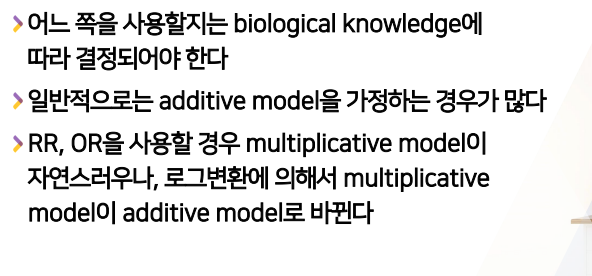 어느 쪽을 사용할지는 biological knowledge에
따라 결정되어야 한다
일반적으로는 additive model을 가정하는 경우가 많다
RR, OR을 사용할 경우 multiplicative model이
자연스러우나, 로그변환에 의해서 multiplicative
model이 additive model로 바뀐다